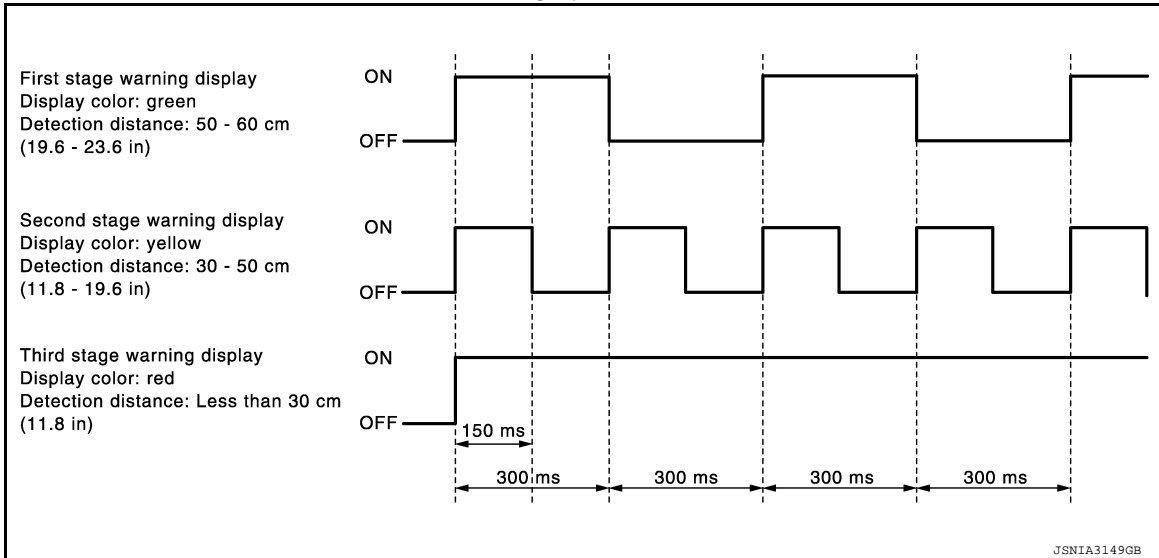 First stage warning display
Display color: green
Detection distance: 50 - 60 cm
(19.6 - 23.6 in)
ON
OFF
Second stage warning display
Display color: yellow
Detection distance: 30 - 50 cm
(11.8 - 19.6 in)
ON
OFF
Third stage warning display
Display color: red
Detection distance: Less than 30 cm
(11.8 in)
ON
OFF
150 ms
300 ms
300 ms
300 ms
300 ms
JSNIA3149GB